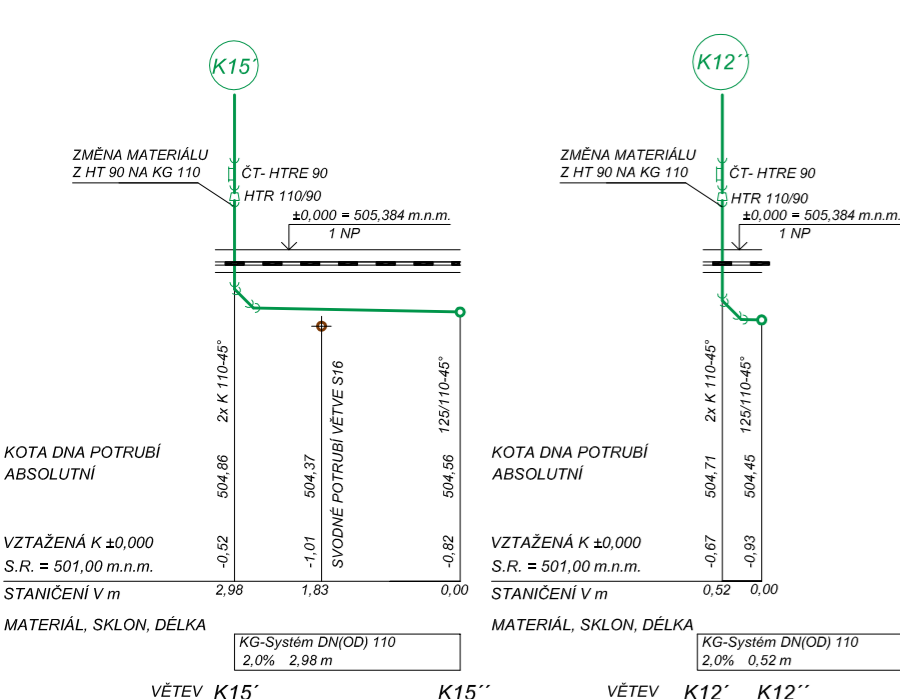 K15´
ZMĚNA MATERIÁLU
Z HT 90 NA KG 110
ČT- HTRE 90
HTR 110/90
±0,000 = 505,384 m.n.m.
1 NP
2x K 110-45°
SVODNÉ POTRUBÍ VĚTVE S16
125/110-45°
KOTA DNA POTRUBÍ
ABSOLUTNÍ
504,86
504,37
504,56
VZTAŽENÁ K ±0,000
-0,52
-1,01
-0,82
S.R. = 501,00 m.n.m.
STANIČENÍ V m
2,98
1,83
0,00
MATERIÁL, SKLON, DÉLKA
KG-Systém DN(OD) 110
2,0% 2,98 m
VĚTEV K15´ K15´´
K12´´
ZMĚNA MATERIÁLU
Z HT 90 NA KG 110
ČT- HTRE 90
HTR 110/90
±0,000 = 505,384 m.n.m.
1 NP
2x K 110-45°
125/110-45°
KOTA DNA POTRUBÍ
ABSOLUTNÍ
504,71
504,45
VZTAŽENÁ K ±0,000
-0,67
-0,93
S.R. = 501,00 m.n.m.
STANIČENÍ V m
0,52
0,00
MATERIÁL, SKLON, DÉLKA
KG-Systém DN(OD) 110
2,0% 0,52 m
VĚTEV K12´ K12´´